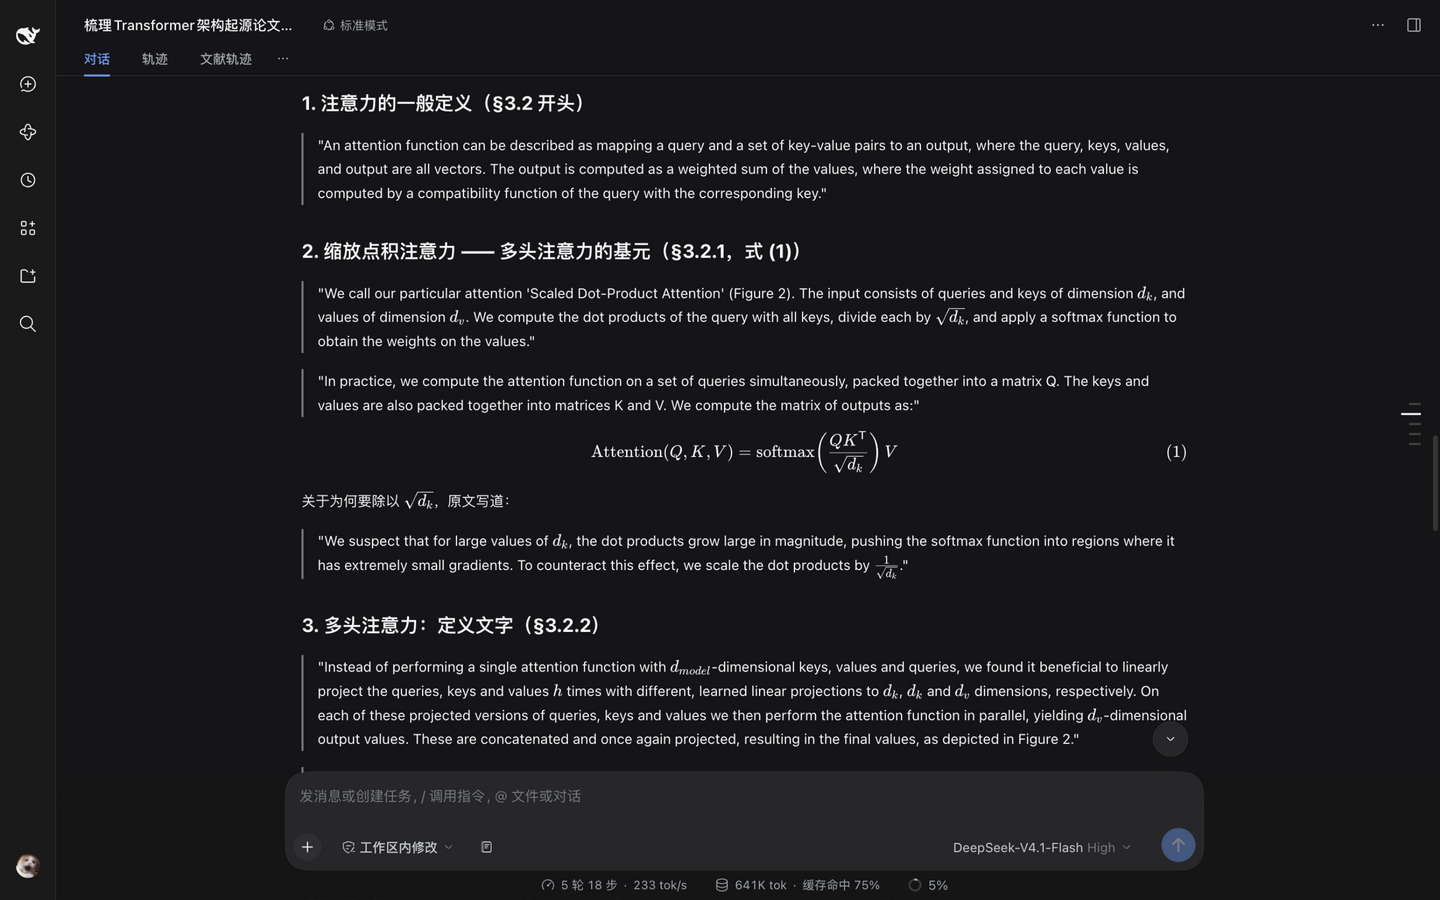 梳理 Transformer 架构起源论文...
标准模式
对话
轨迹
文献轨迹
1. 注意力的一般定义（§3.2 开头）
"An attention function can be described as mapping a query and a set of key-value pairs to an output, where the query, keys, values,
and output are all vectors. The output is computed as a weighted sum of the values, where the weight assigned to each value is
computed by a compatibility function of the query with the corresponding key."
2. 缩放点积注意力 —— 多头注意力的基元（§3.2.1，式 (1)）
"We call our particular attention 'Scaled Dot-Product Attention' (Figure 2). The input consists of queries and keys of dimension d_k, and
values of dimension d_v. We compute the dot products of the query with all keys, divide each by √d_k, and apply a softmax function to
obtain the weights on the values."
"In practice, we compute the attention function on a set of queries simultaneously, packed together into a matrix Q. The keys and
values are also packed together into matrices K and V. We compute the matrix of outputs as:"
Attention(Q, K, V) = softmax(QK^T / √d_k) V (1)
关于为何要除以 √d_k，原文写道：
"We suspect that for large values of d_k, the dot products grow large in magnitude, pushing the softmax function into regions where it
has extremely small gradients. To counteract this effect, we scale the dot products by 1/√d_k."
3. 多头注意力：定义文字（§3.2.2）
"Instead of performing a single attention function with d_model-dimensional keys, values and queries, we found it beneficial to linearly
project the queries, keys and values h times with different, learned linear projections to d_k, d_k and d_v dimensions, respectively. On
each of these projected versions of queries, keys and values we then perform the attention function in parallel, yielding d_v-dimensional
output values. These are concatenated and once again projected, resulting in the final values, as depicted in Figure 2."
发消息或创建任务, / 调用指令, @ 文件或对话
工作区内修改
DeepSeek-V4.1-Flash High
5 轮 18 步 · 233 tok/s
641K tok · 缓存命中 75%
5%